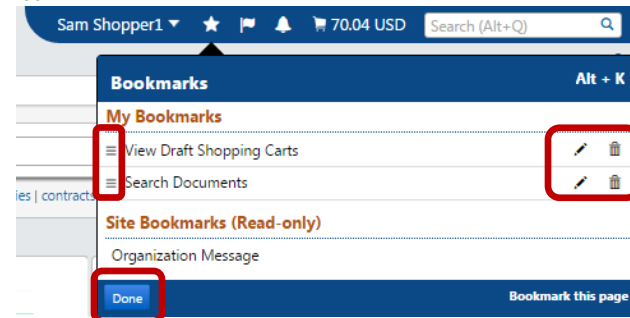 Sam Shopper1 70.04 USD Search (Alt+Q)
Bookmarks Alt + K
My Bookmarks
View Draft Shopping Carts
Search Documents
ies | contracts
Site Bookmarks (Read-only)
Organization Message
Done Bookmark this page